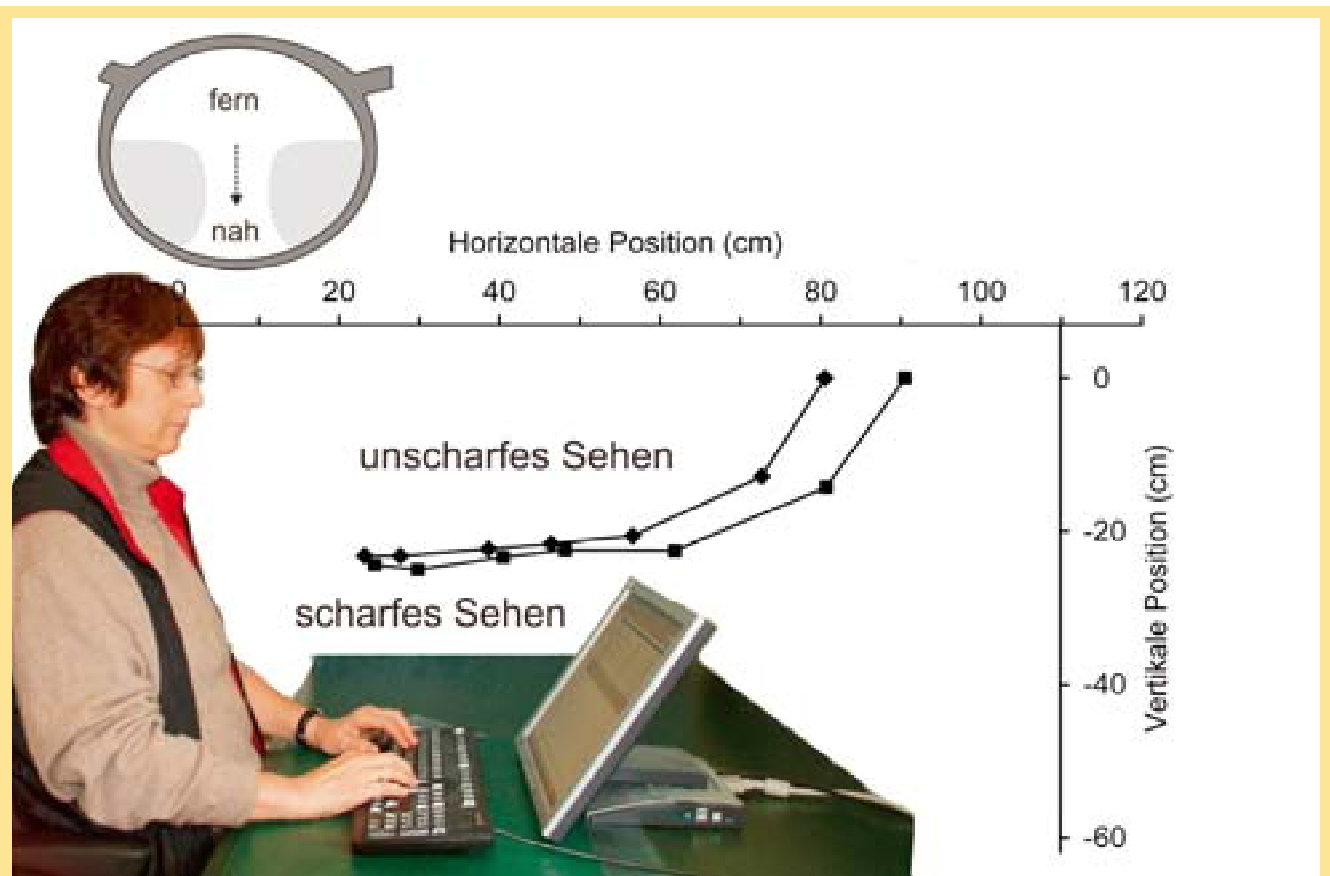 fern
nah
Horizontale Position (cm)
0 20 40 60 80 100 120
0
unscharfes Sehen
-20
scharfes Sehen
-40
-60
Vertikale Position (cm)